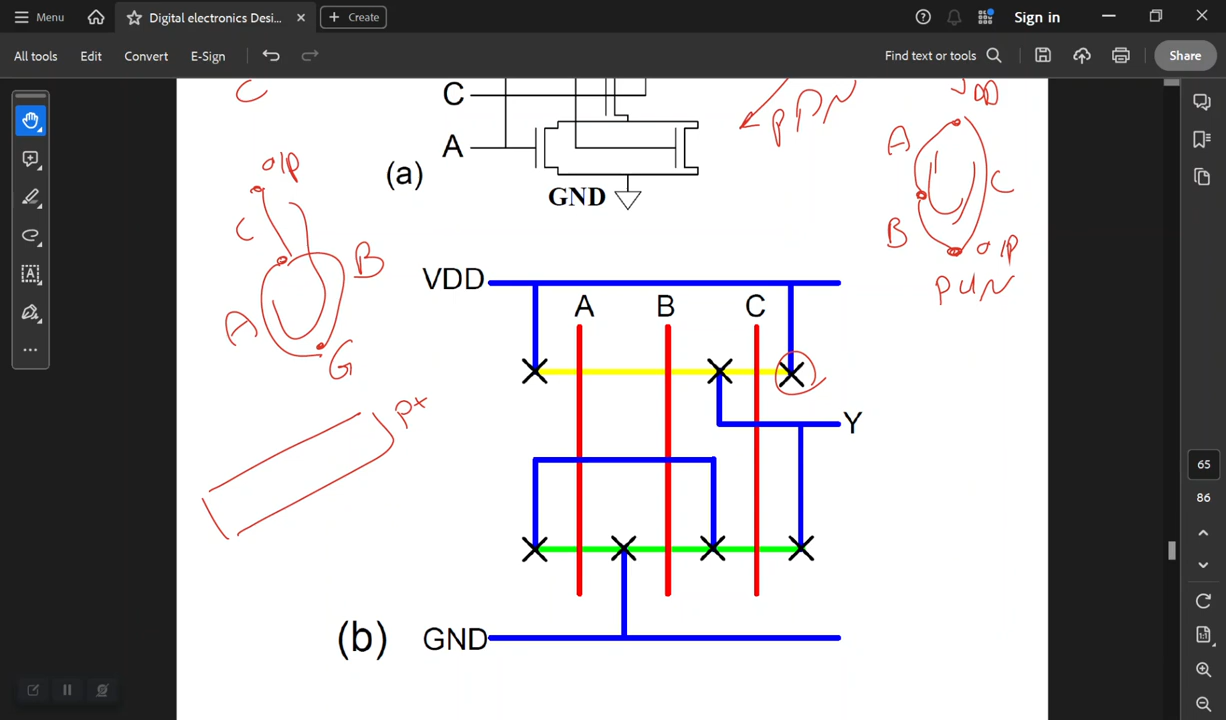 Menu
Digital electronics Desi...
Create
Sign in
All tools
Edit
Convert
E-Sign
Find text or tools
Share
C
C
A
(a)
GND
PDN
VDD
A
C
B
O/P
PUN
O/P
C
B
A
G
P+
VDD
A
B
C
Y
(b)
GND
65
86